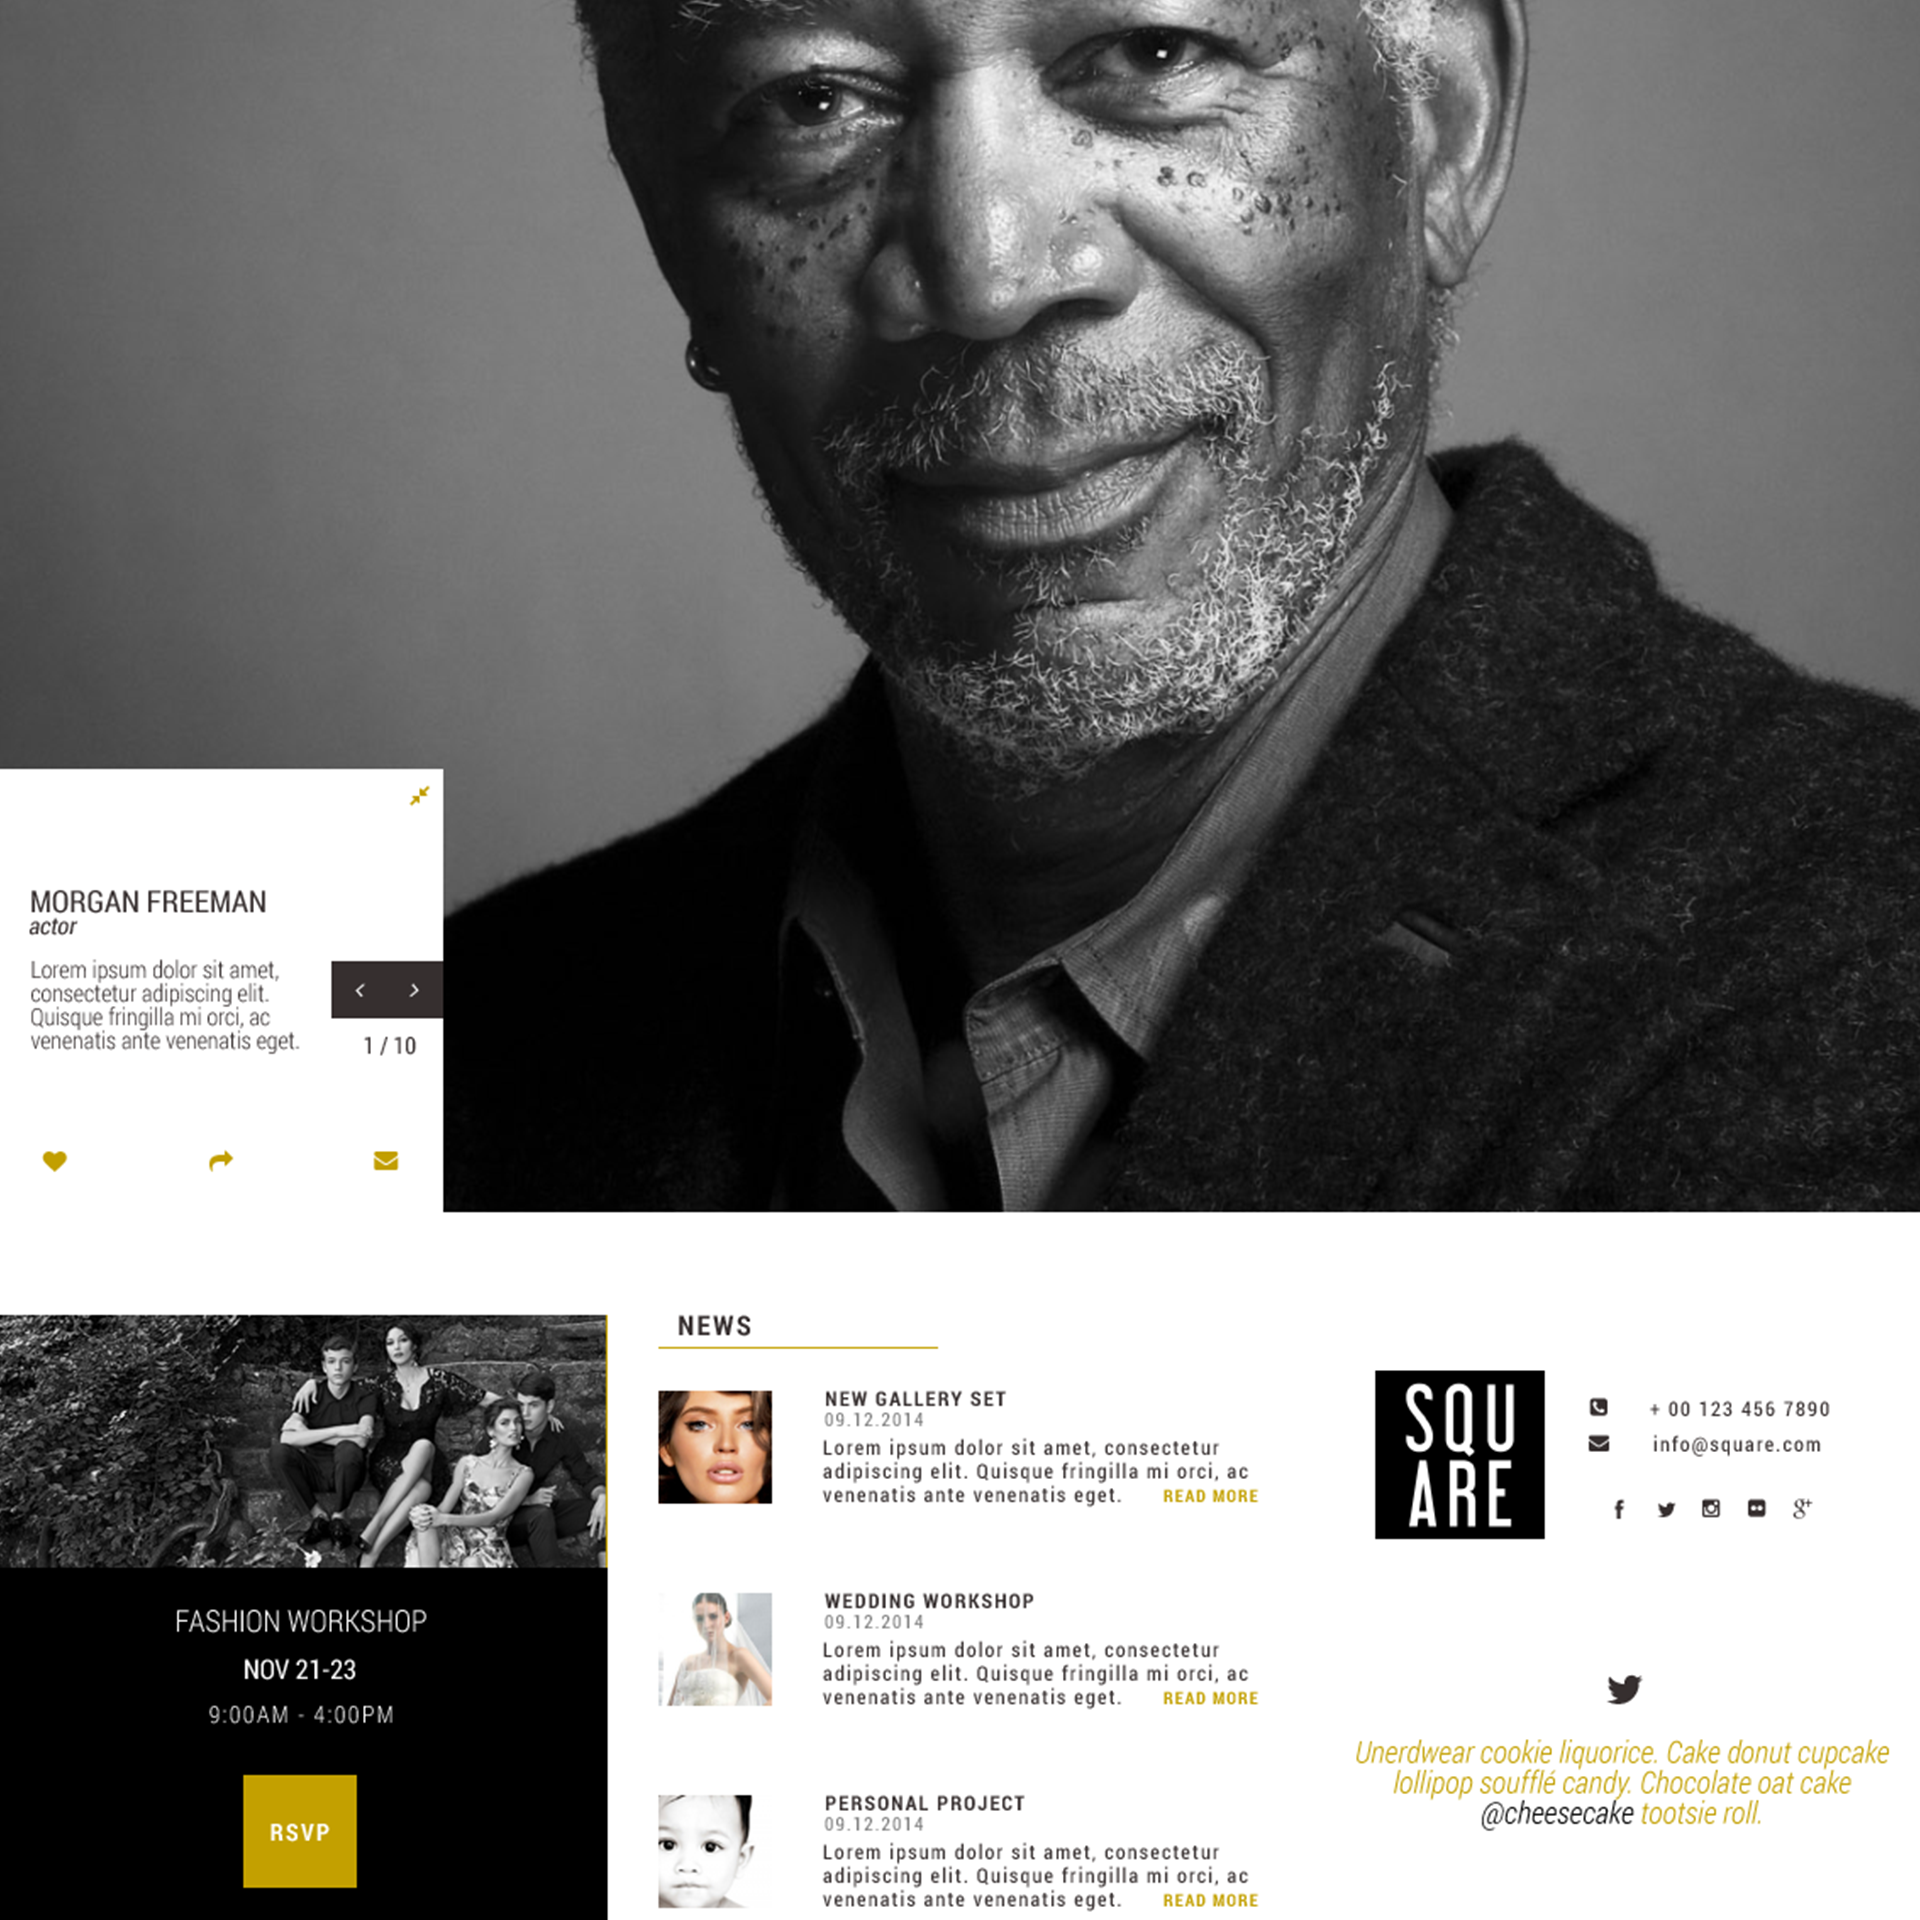 MORGAN FREEMAN
actor
Lorem ipsum dolor sit amet,
consectetur adipiscing elit.
Quisque fringilla mi orci, ac
venenatis ante venenatis eget.
1 / 10
FASHION WORKSHOP
NOV 21-23
9:00AM - 4:00PM
RSVP
NEWS
NEW GALLERY SET
09.12.2014
Lorem ipsum dolor sit amet, consectetur
adipiscing elit. Quisque fringilla mi orci, ac
venenatis ante venenatis eget. READ MORE
WEDDING WORKSHOP
09.12.2014
Lorem ipsum dolor sit amet, consectetur
adipiscing elit. Quisque fringilla mi orci, ac
venenatis ante venenatis eget. READ MORE
PERSONAL PROJECT
09.12.2014
Lorem ipsum dolor sit amet, consectetur
adipiscing elit. Quisque fringilla mi orci, ac
venenatis ante venenatis eget. READ MORE
SQU
ARE
+ 00 123 456 7890
info@square.com
Unerdwear cookie liquorice. Cake donut cupcake
lollipop soufflé candy. Chocolate oat cake
@cheesecake tootsie roll.